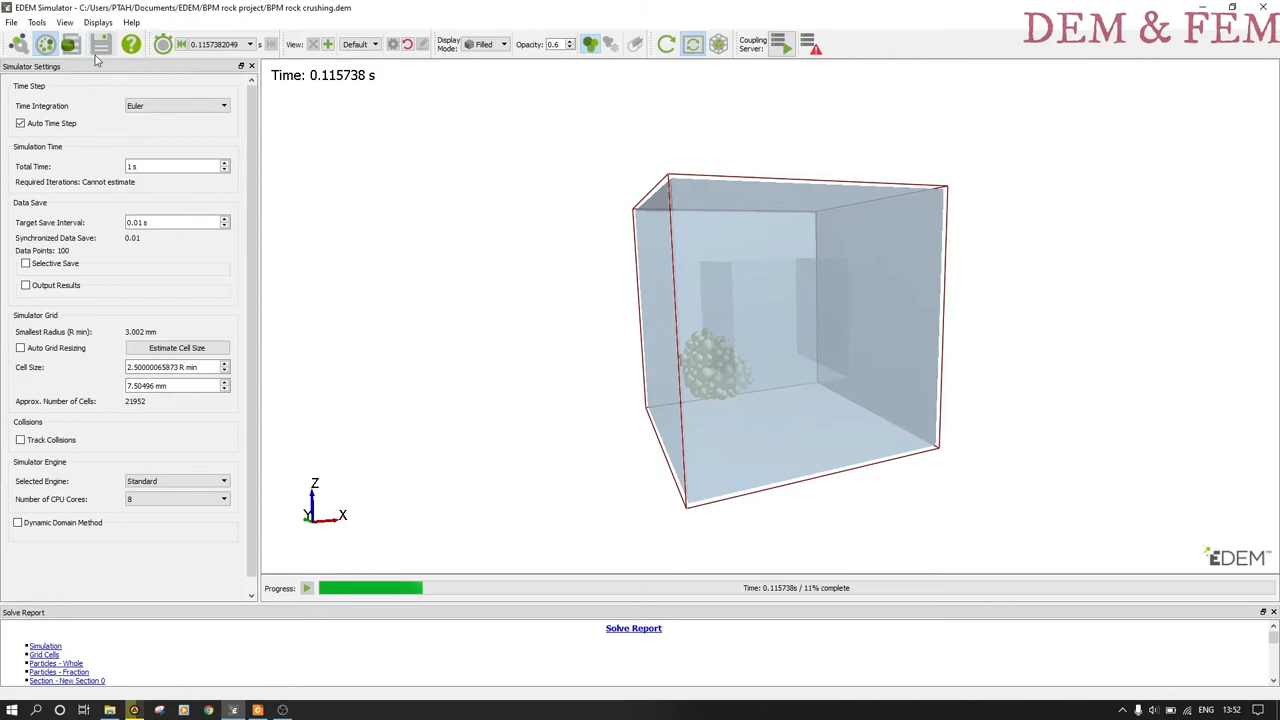 EDEM Simulator - C:/Users/PTAH/Documents/EDEM/BPM rock project/BPM rock crushing.dem
File Tools View Displays Help
DEM & FEM
0.1157382049 s View: Default Display Mode: Filled Opacity: 0.6 Coupling Server:
Simulator Settings
Time: 0.115738 s
Time Step
Time Integration Euler
Auto Time Step
Simulation Time
Total Time: 1 s
Required Iterations: Cannot estimate
Data Save
Target Save Interval: 0.01 s
Synchronized Data Save: 0.01
Data Points: 100
Selective Save
Output Results
Simulator Grid
Smallest Radius (R min): 3.002 mm
Auto Grid Resizing Estimate Cell Size
Cell Size: 2.50000065873 R min
7.50496 mm
Approx. Number of Cells: 21952
Collisions
Track Collisions
Simulator Engine
Selected Engine: Standard
Number of CPU Cores: 8
Dynamic Domain Method
Z
Y X
EDEM™
Progress: Time: 0.115738s / 11% complete
Solve Report
Solve Report
Simulation
Grid Cells
Particles - Whole
Particles - Fraction
Section - New Section 0
ENG 13:52